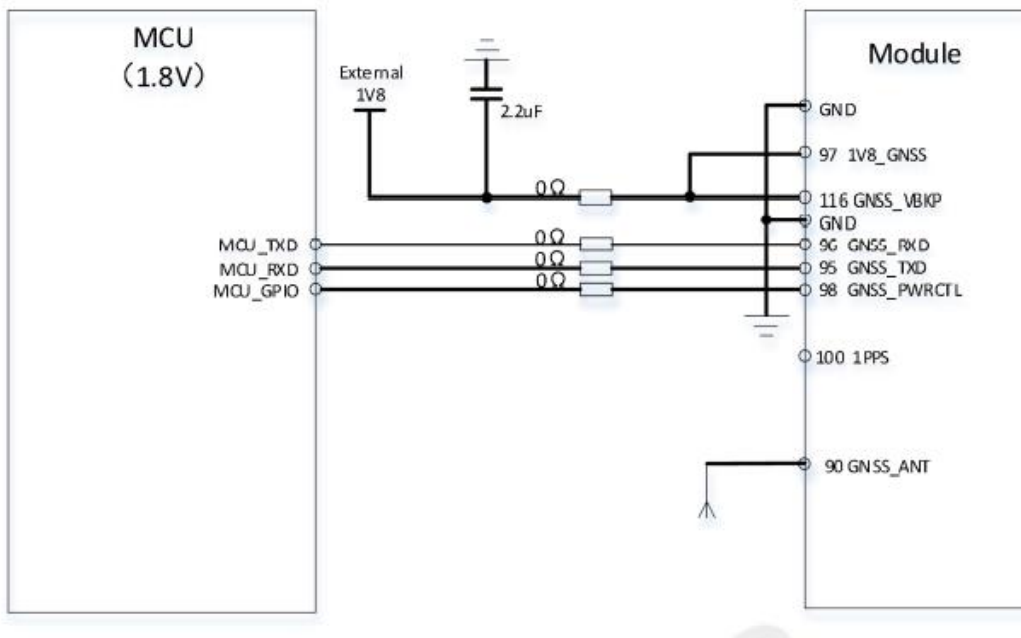 MCU
（1.8V）
External
1V8
2.2uF
0Ω
MCU_TXD
0Ω
MCU_RXD
0Ω
MCU_GPIO
0Ω
Module
GND
97 1V8_GNSS
116 GNSS_VBKP
GND
96 GNSS_RXD
95 GNSS_TXD
98 GNSS_PWRCTL
100 1PPS
90 GNSS_ANT